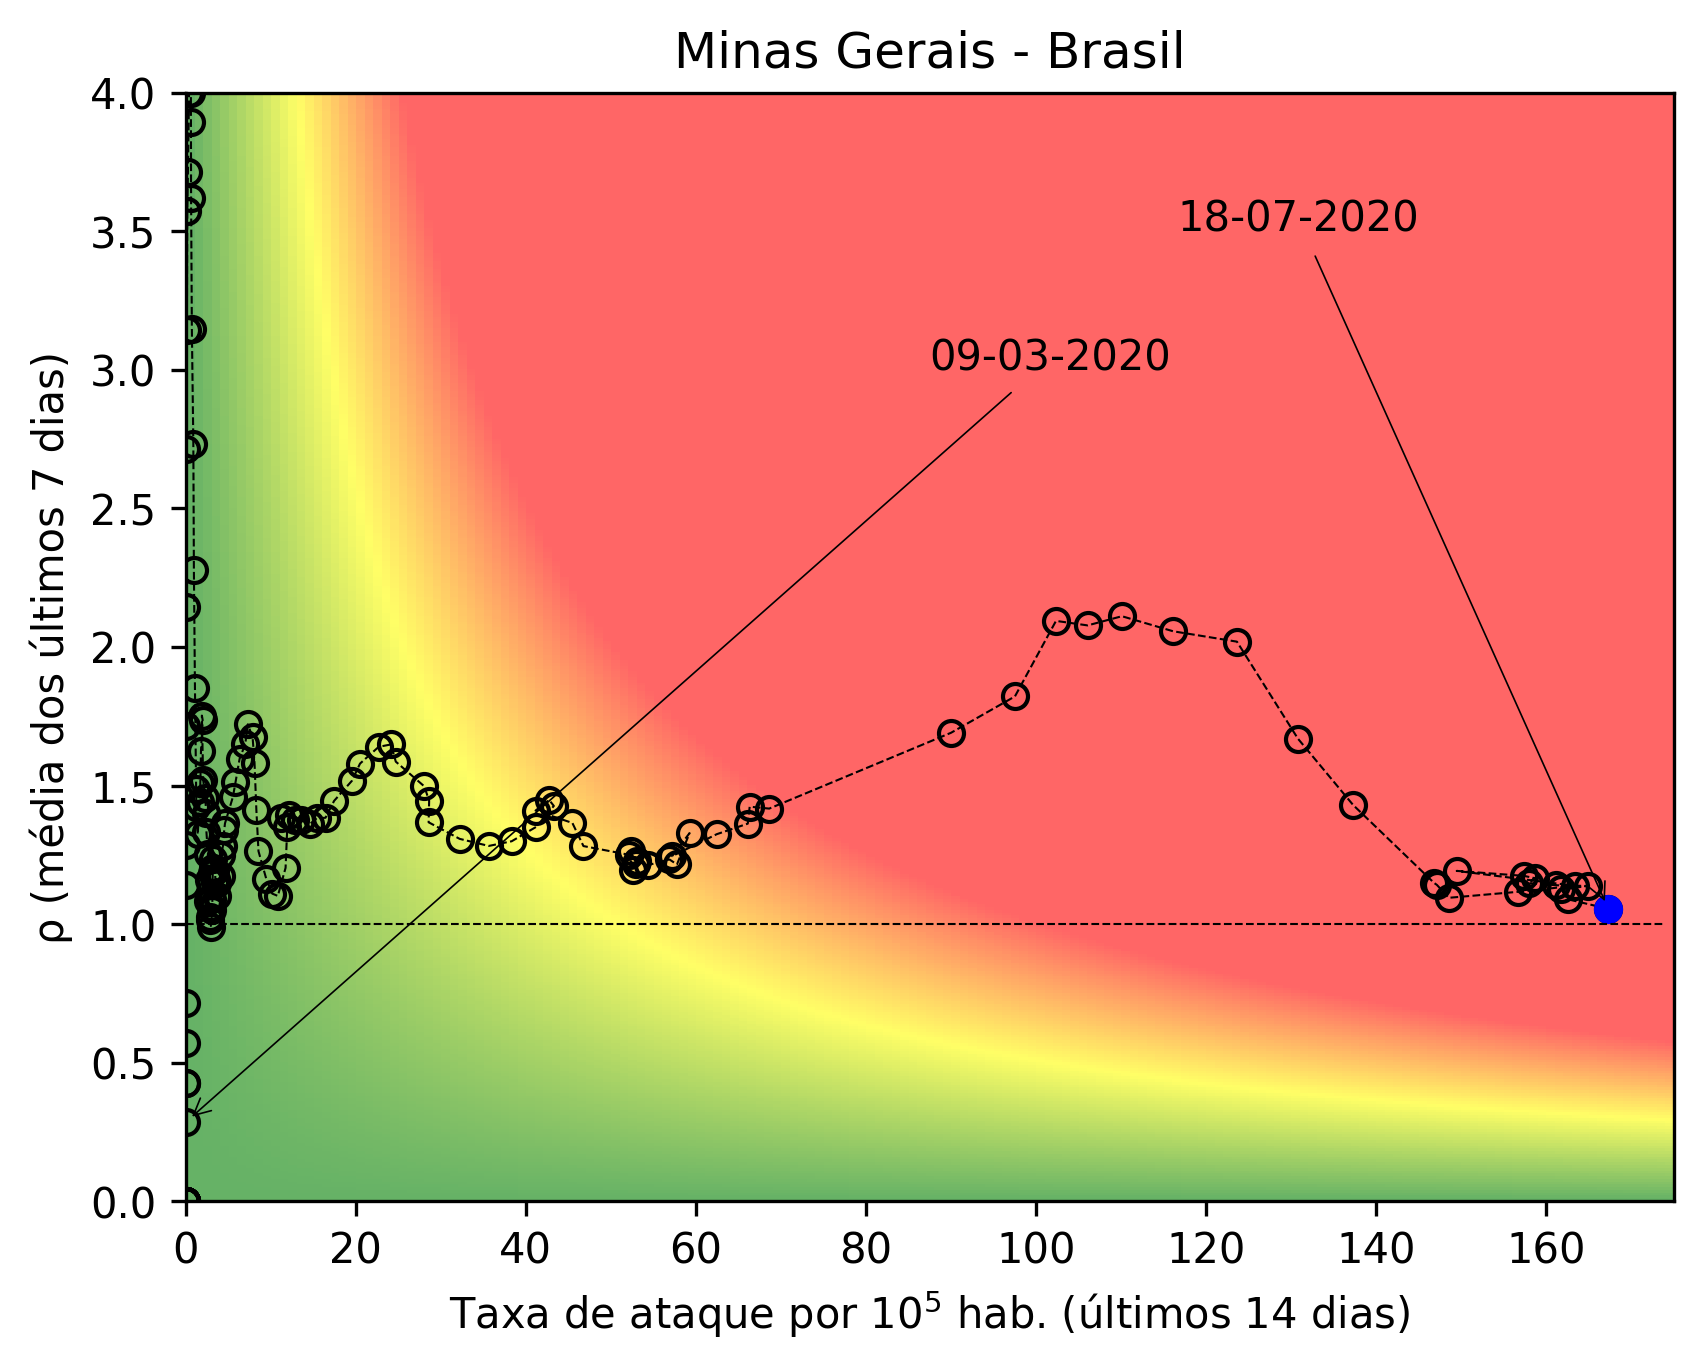 Minas Gerais - Brasil
4.0
3.5
3.0
2.5
2.0
1.5
1.0
0.5
0.0
ρ (média dos últimos 7 dias)
18-07-2020
09-03-2020
0 20 40 60 80 100 120 140 160
Taxa de ataque por 10⁵ hab. (últimos 14 dias)